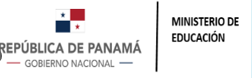 REPÚBLICA DE PANAMÁ
— GOBIERNO NACIONAL —
MINISTERIO DE
EDUCACIÓN